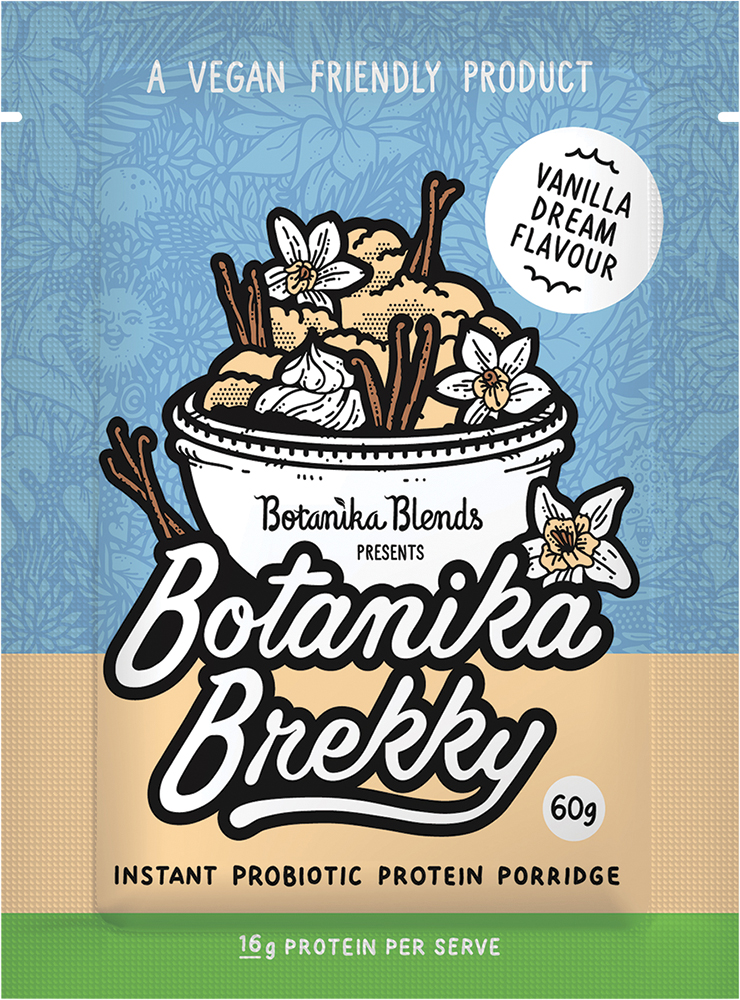 A VEGAN FRIENDLY PRODUCT
VANILLA
DREAM
FLAVOUR
Botanika Blends
PRESENTS
Botanika
Brekky
60g
INSTANT PROBIOTIC PROTEIN PORRIDGE
16g PROTEIN PER SERVE